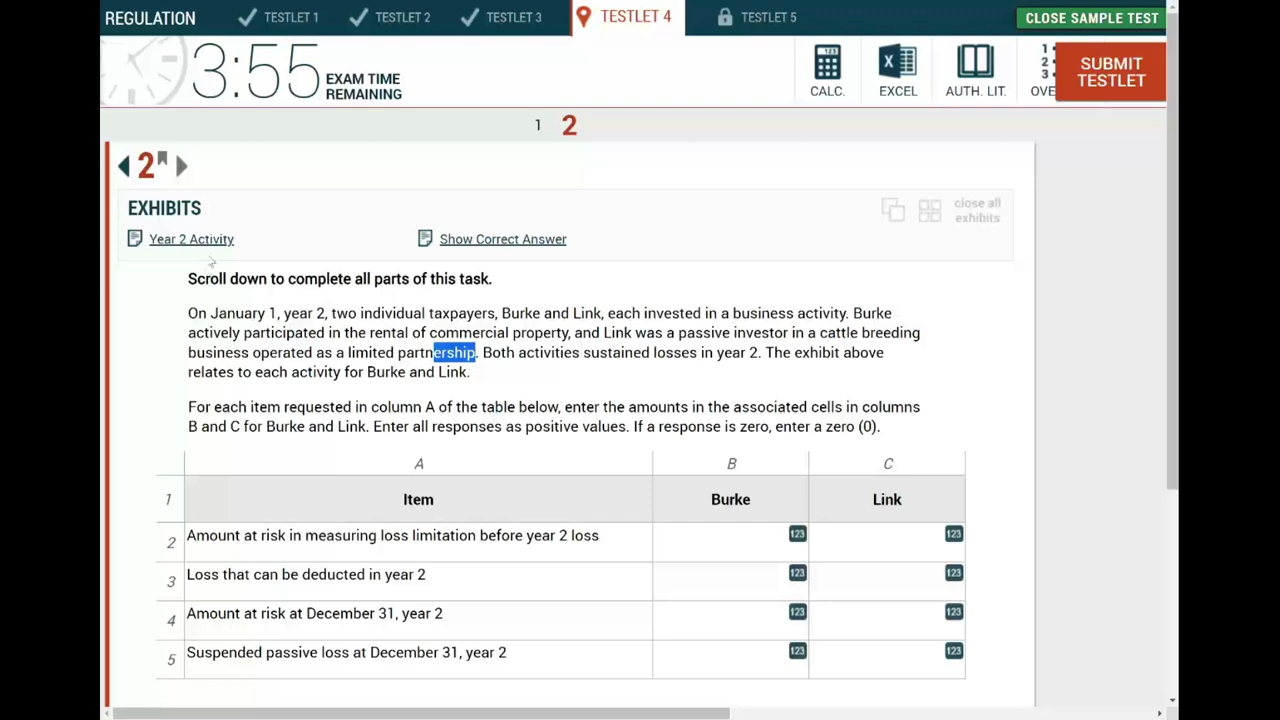 REGULATION TESTLET 1 TESTLET 2 TESTLET 3 TESTLET 4 TESTLET 5 CLOSE SAMPLE TEST
3:55 EXAM TIME REMAINING
CALC. EXCEL AUTH. LIT. OVE
SUBMIT TESTLET
1 2
2
EXHIBITS
close all exhibits
Year 2 Activity Show Correct Answer
Scroll down to complete all parts of this task.
On January 1, year 2, two individual taxpayers, Burke and Link, each invested in a business activity. Burke
actively participated in the rental of commercial property, and Link was a passive investor in a cattle breeding
business operated as a limited partnership. Both activities sustained losses in year 2. The exhibit above
relates to each activity for Burke and Link.
For each item requested in column A of the table below, enter the amounts in the associated cells in columns
B and C for Burke and Link. Enter all responses as positive values. If a response is zero, enter a zero (0).
A B C
1 Item Burke Link
2 Amount at risk in measuring loss limitation before year 2 loss 123 123
3 Loss that can be deducted in year 2 123 123
4 Amount at risk at December 31, year 2 123 123
5 Suspended passive loss at December 31, year 2 123 123